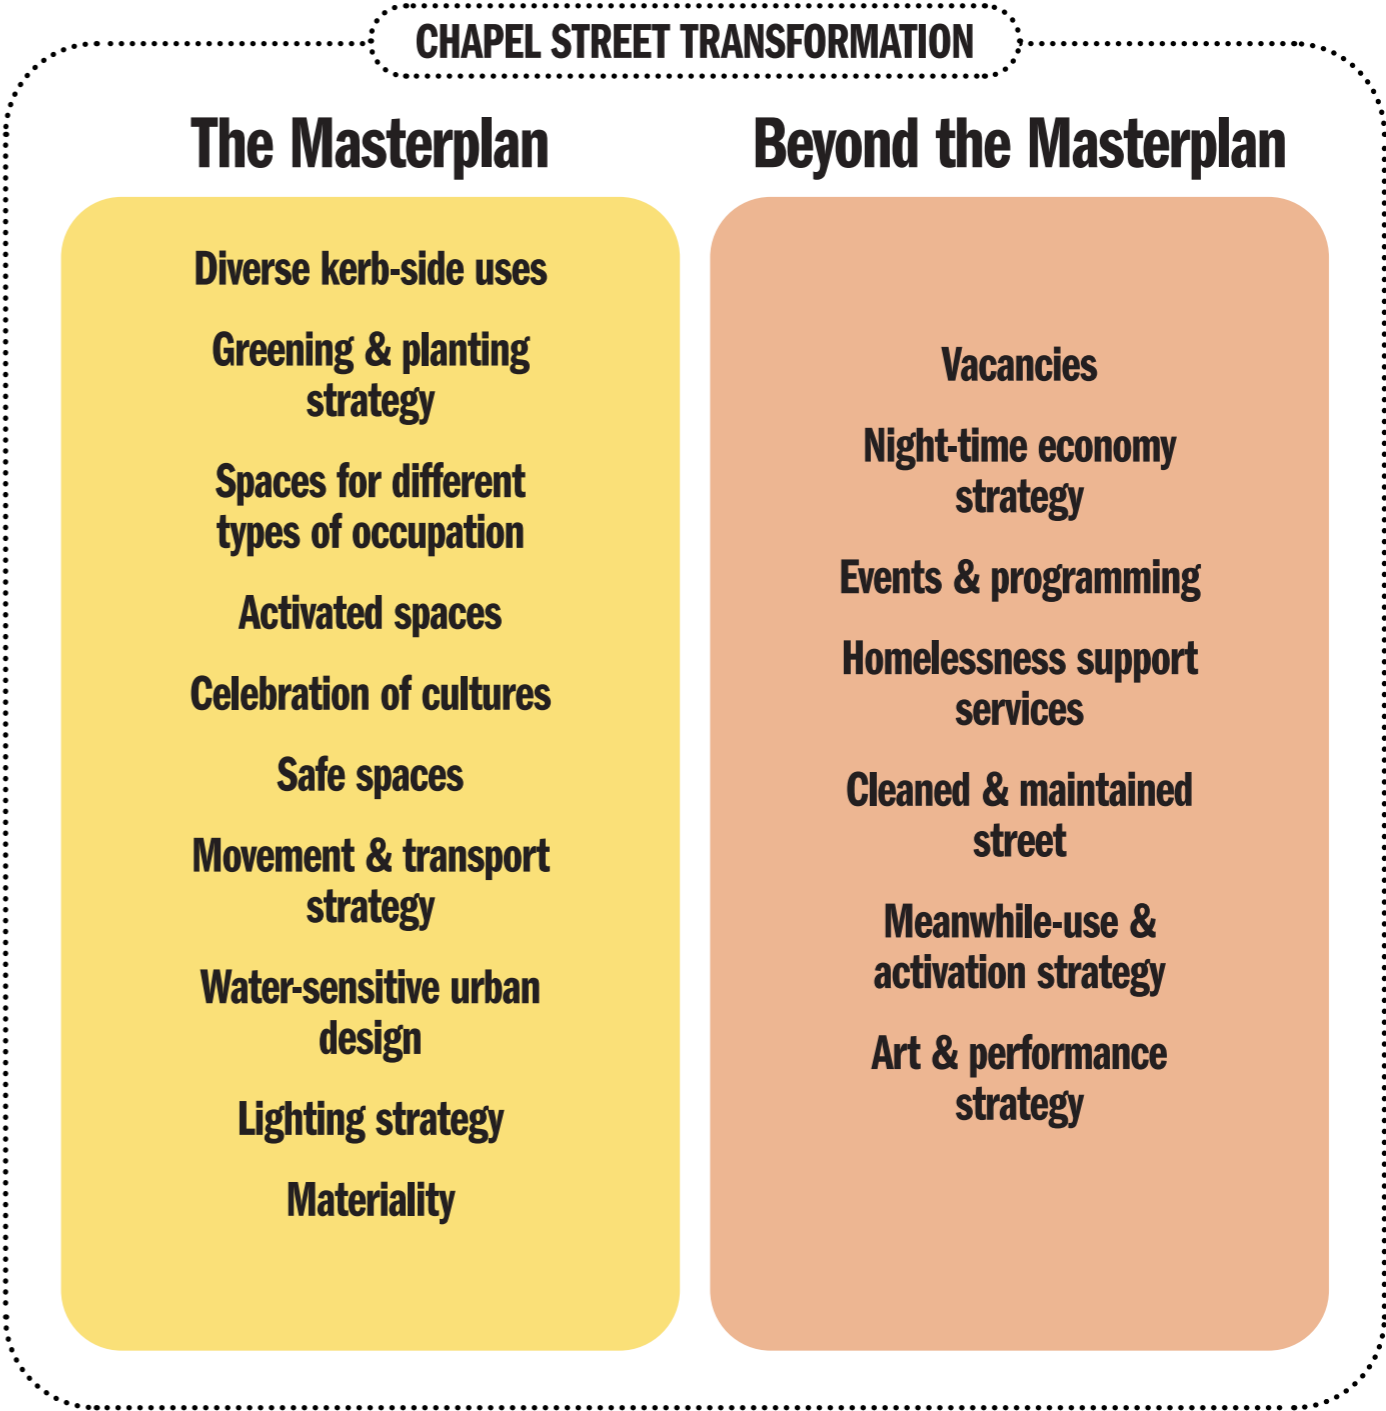 CHAPEL STREET TRANSFORMATION
The Masterplan
Diverse kerb-side uses
Greening & planting
strategy
Spaces for different
types of occupation
Activated spaces
Celebration of cultures
Safe spaces
Movement & transport
strategy
Water-sensitive urban
design
Lighting strategy
Materiality
Beyond the Masterplan
Vacancies
Night-time economy
strategy
Events & programming
Homelessness support
services
Cleaned & maintained
street
Meanwhile-use &
activation strategy
Art & performance
strategy